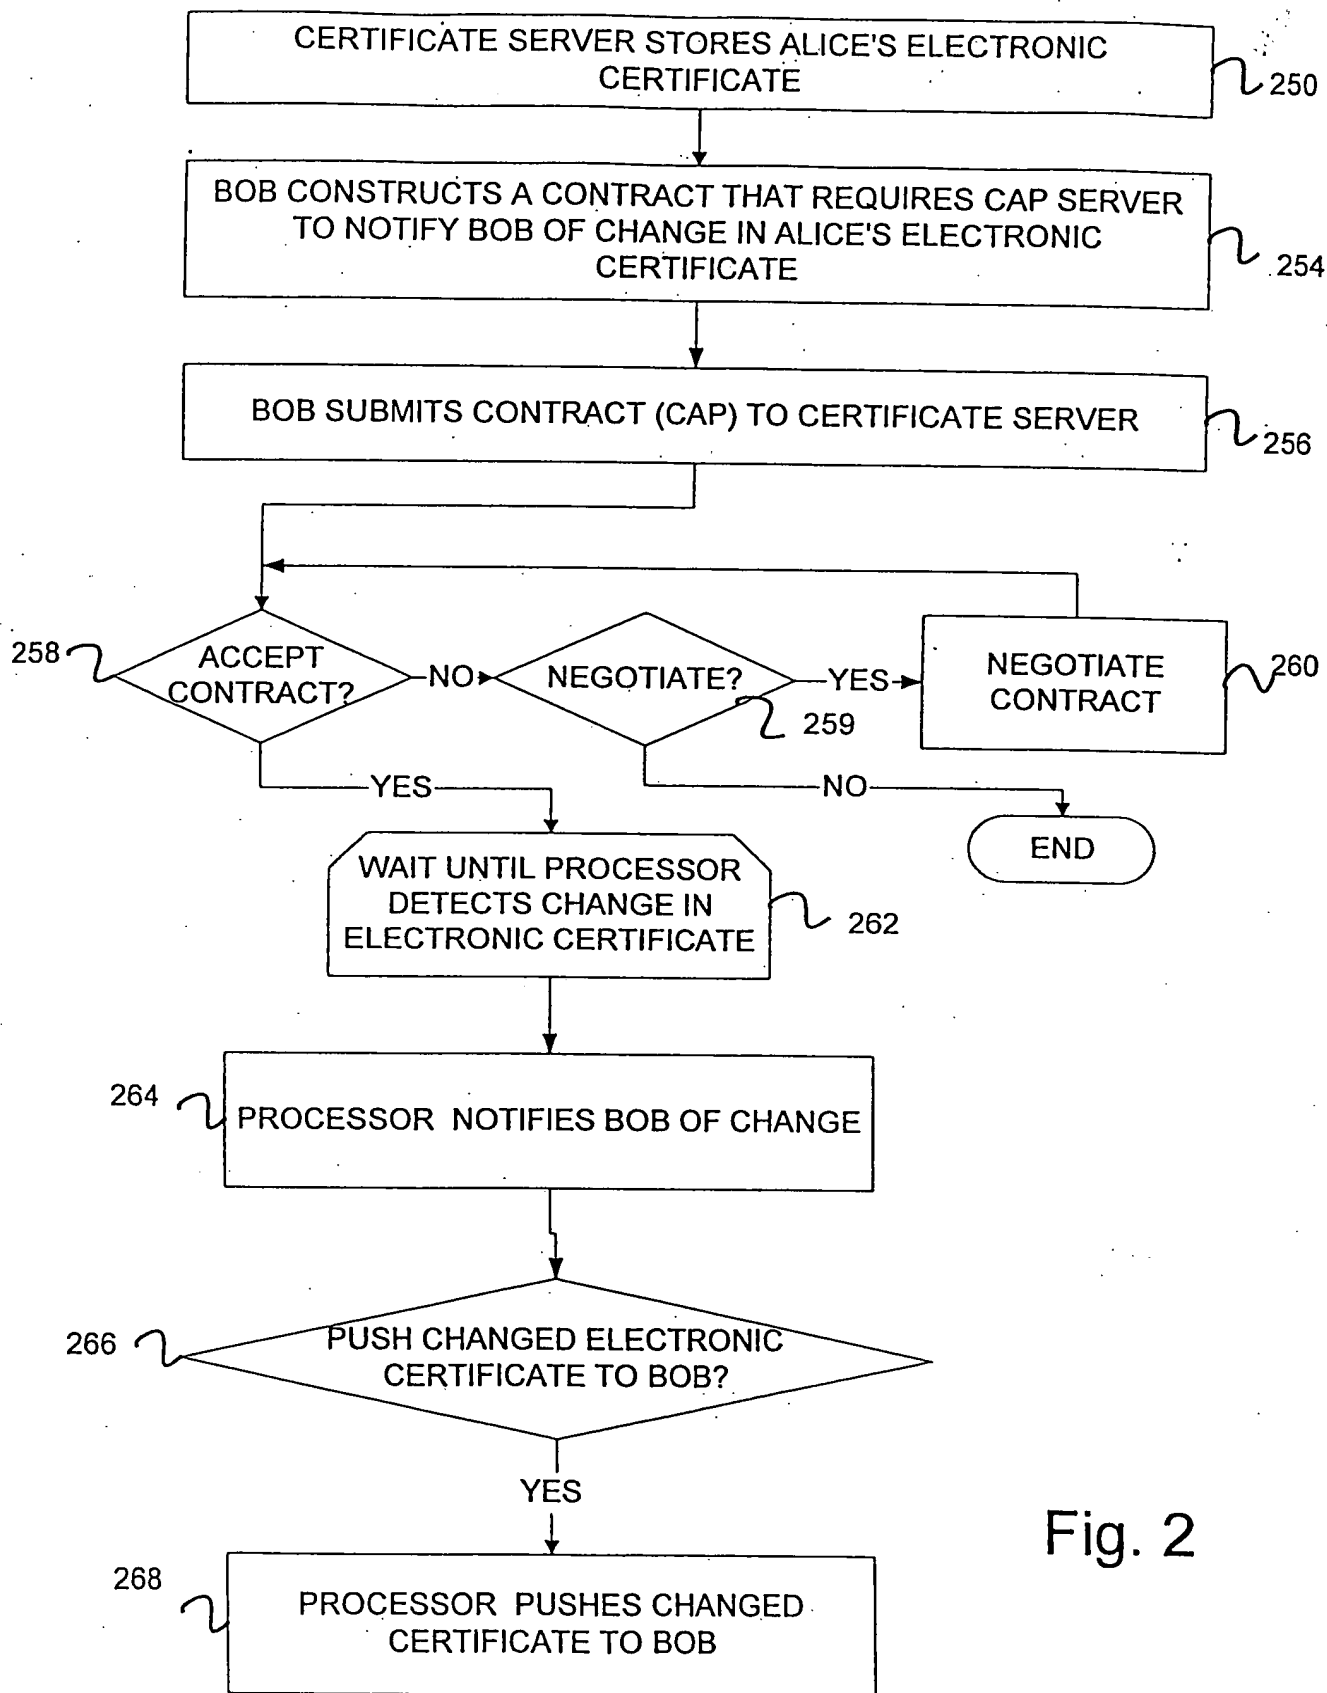 CERTIFICATE SERVER STORES ALICE'S ELECTRONIC
CERTIFICATE
250
BOB CONSTRUCTS A CONTRACT THAT REQUIRES CAP SERVER
TO NOTIFY BOB OF CHANGE IN ALICE'S ELECTRONIC
CERTIFICATE
254
BOB SUBMITS CONTRACT (CAP) TO CERTIFICATE SERVER
256
258
ACCEPT
CONTRACT?
NO
NEGOTIATE?
259
YES
NEGOTIATE
CONTRACT
260
YES
NO
END
WAIT UNTIL PROCESSOR
DETECTS CHANGE IN
ELECTRONIC CERTIFICATE
262
264
PROCESSOR NOTIFIES BOB OF CHANGE
266
PUSH CHANGED ELECTRONIC
CERTIFICATE TO BOB?
YES
Fig. 2
268
PROCESSOR PUSHES CHANGED
CERTIFICATE TO BOB